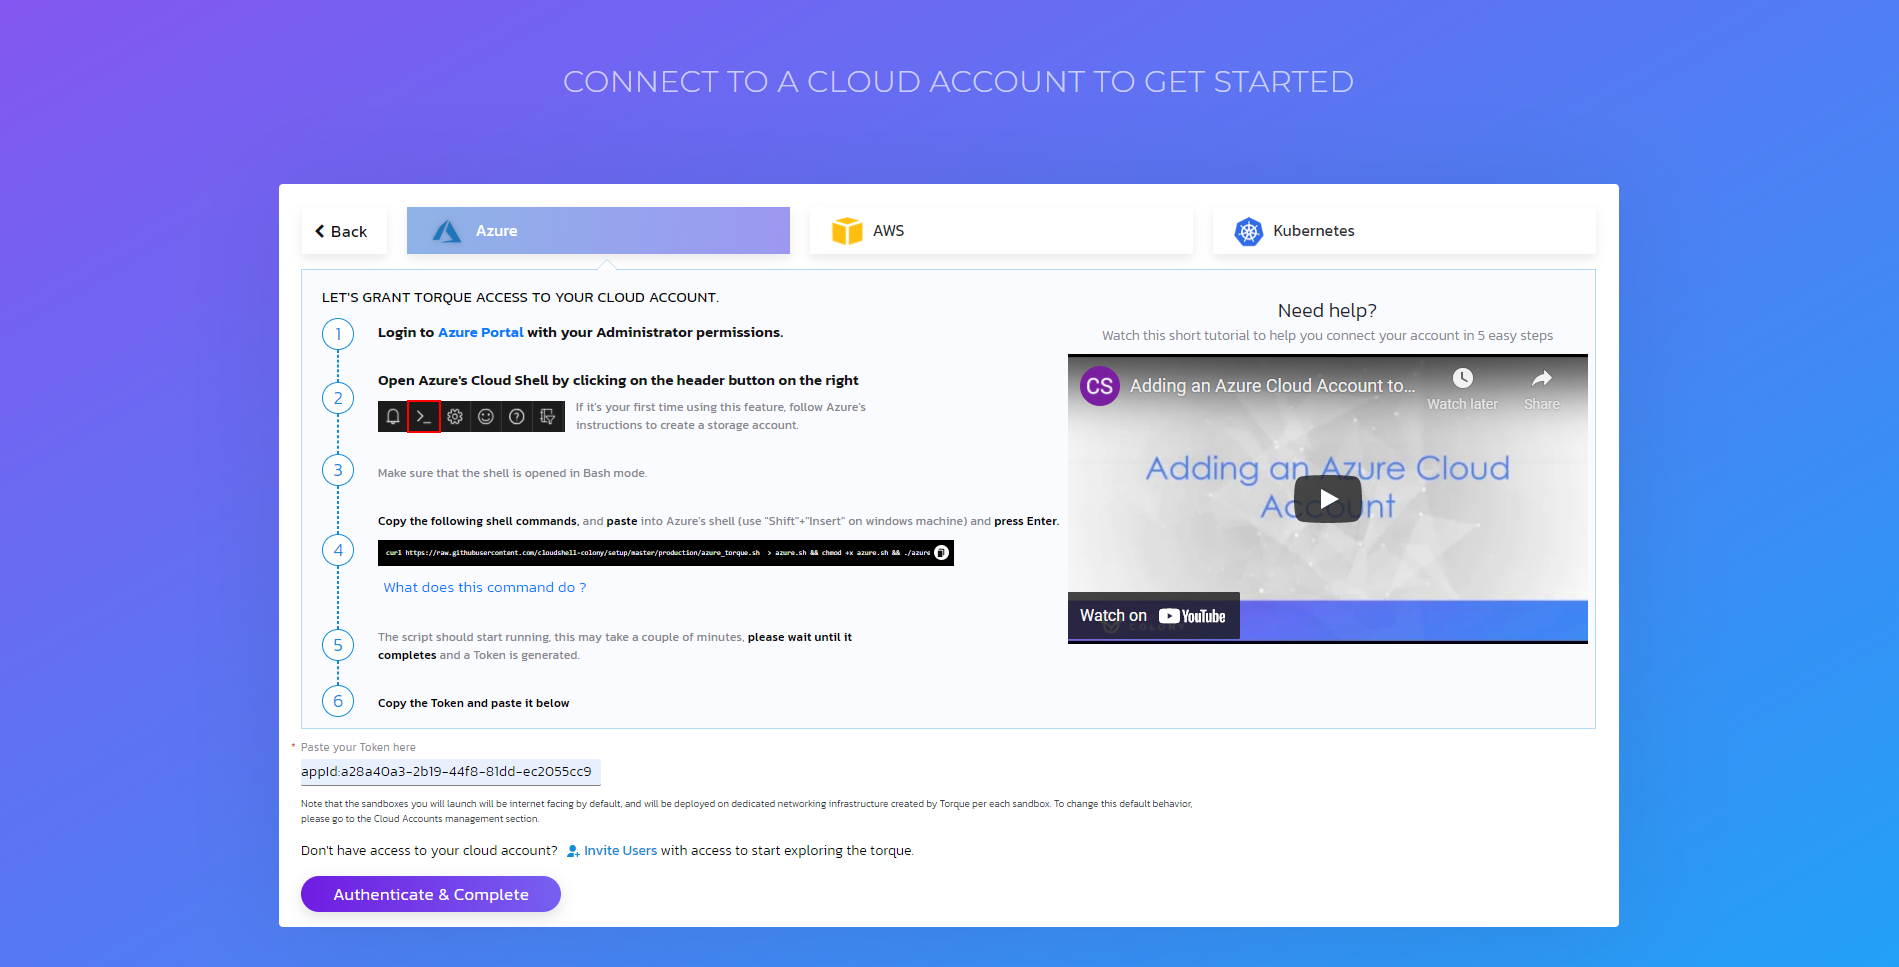 CONNECT TO A CLOUD ACCOUNT TO GET STARTED
Back
Azure
AWS
Kubernetes
LET'S GRANT TORQUE ACCESS TO YOUR CLOUD ACCOUNT.
1
Login to Azure Portal with your Administrator permissions.
2
Open Azure's Cloud Shell by clicking on the header button on the right
If it's your first time using this feature, follow Azure's
instructions to create a storage account.
3
Make sure that the shell is opened in Bash mode.
4
Copy the following shell commands, and paste into Azure's shell (use "Shift"+"Insert" on windows machine) and press Enter.
curl https://raw.githubusercontent.com/cloudshell-colony/setup/master/production/azure_torque.sh > azure.sh && chmod +x azure.sh && ./azure
What does this command do ?
5
The script should start running, this may take a couple of minutes, please wait until it
completes and a Token is generated.
6
Copy the Token and paste it below
Need help?
Watch this short tutorial to help you connect your account in 5 easy steps
CS
Adding an Azure Cloud Account to...
Watch later
Share
Adding an Azure Cloud
Account
Watch on YouTube
* Paste your Token here
appId:a28a40a3-2b19-44f8-81dd-ec2055cc9
Note that the sandboxes you will launch will be internet facing by default, and will be deployed on dedicated networking infrastructure created by Torque per each sandbox. To change this default behavior,
please go to the Cloud Accounts management section.
Don't have access to your cloud account? Invite Users with access to start exploring the torque.
Authenticate & Complete